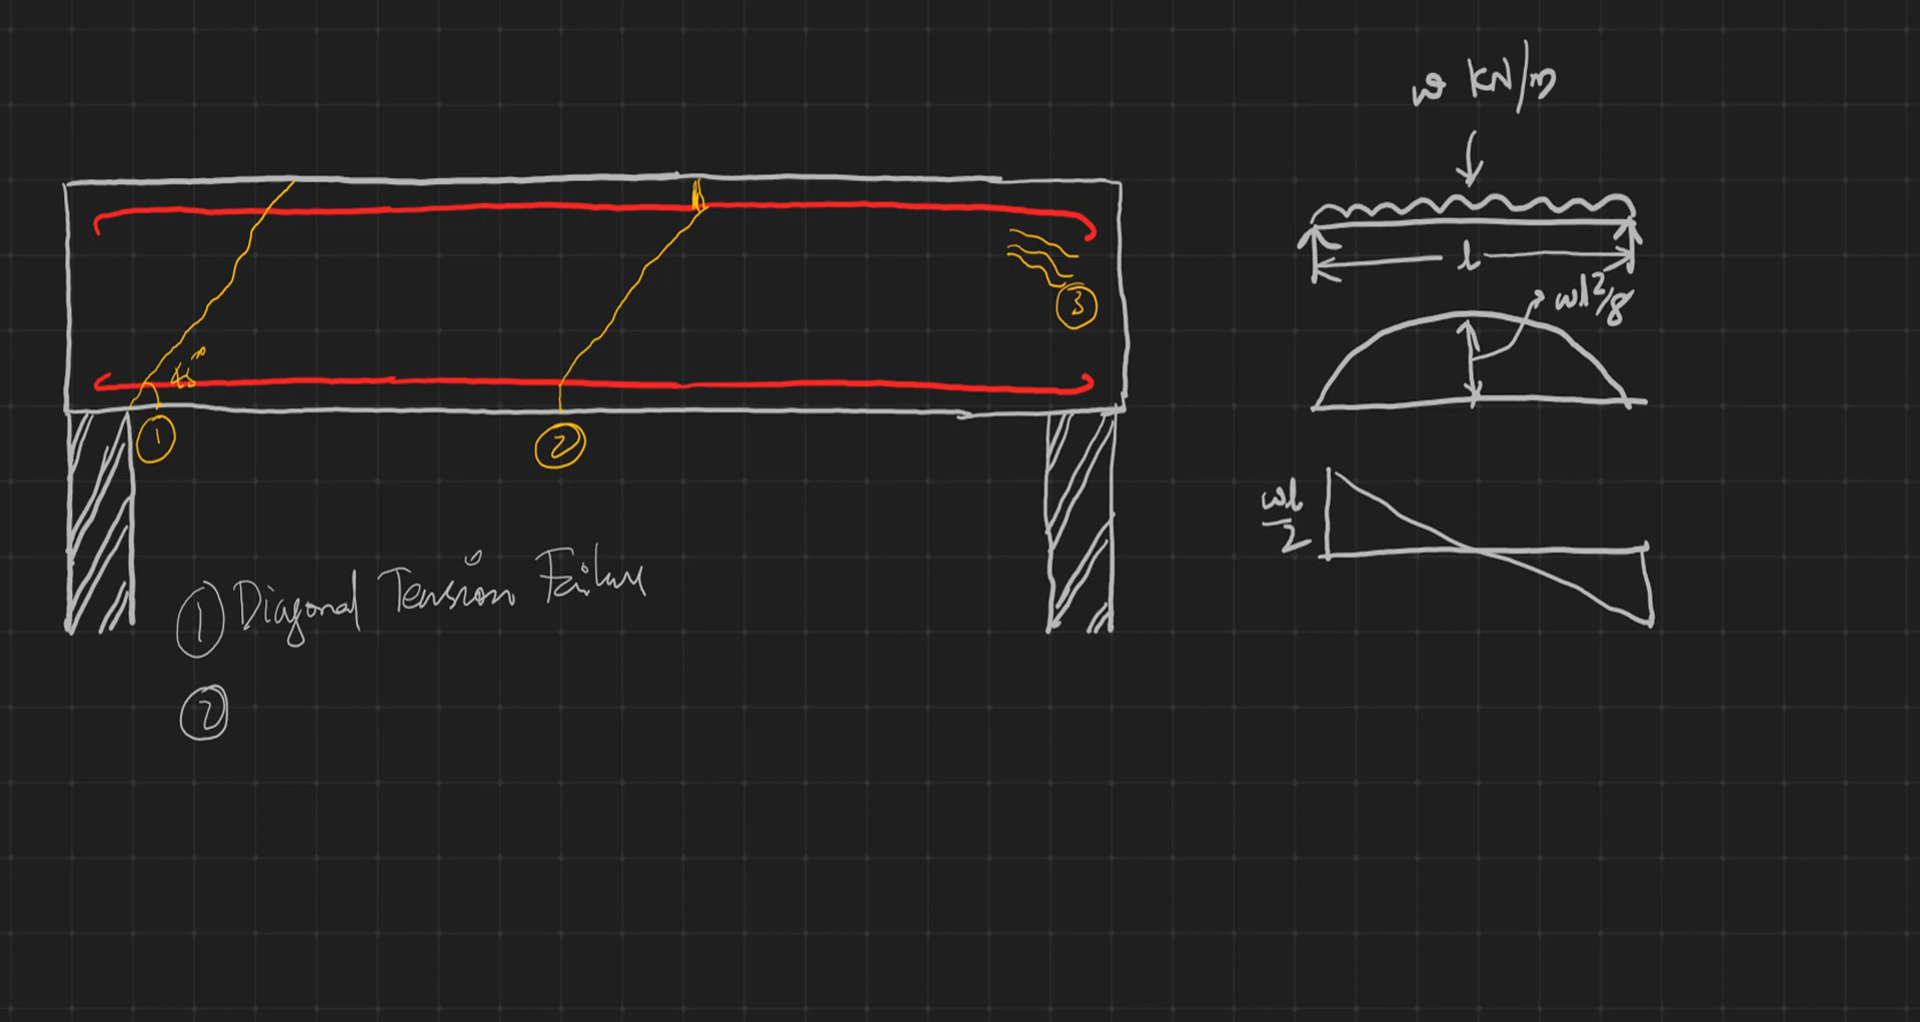 w kN/m
l
wl²/8
wl/2
45°
3
1
2
① Diagonal Tension Failure
②